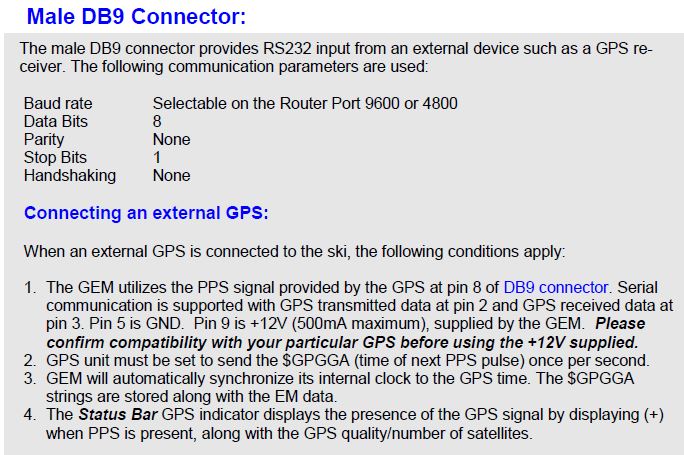 Male DB9 Connector:
The male DB9 connector provides RS232 input from an external device such as a GPS re-
ceiver. The following communication parameters are used:
Baud rate Selectable on the Router Port 9600 or 4800
Data Bits 8
Parity None
Stop Bits 1
Handshaking None
Connecting an external GPS:
When an external GPS is connected to the ski, the following conditions apply:
1. The GEM utilizes the PPS signal provided by the GPS at pin 8 of DB9 connector. Serial
communication is supported with GPS transmitted data at pin 2 and GPS received data at
pin 3. Pin 5 is GND. Pin 9 is +12V (500mA maximum), supplied by the GEM. Please
confirm compatibility with your particular GPS before using the +12V supplied.
2. GPS unit must be set to send the $GPGGA (time of next PPS pulse) once per second.
3. GEM will automatically synchronize its internal clock to the GPS time. The $GPGGA
strings are stored along with the EM data.
4. The Status Bar GPS indicator displays the presence of the GPS signal by displaying (+)
when PPS is present, along with the GPS quality/number of satellites.